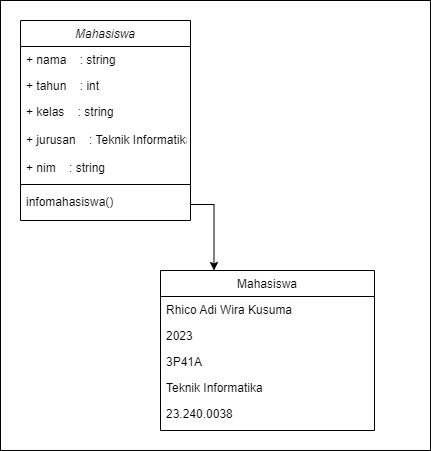 Mahasiswa
+ nama : string
+ tahun : int
+ kelas : string
+ jurusan : Teknik Informatika
+ nim : string
infomahasiswa()
Mahasiswa
Rhico Adi Wira Kusuma
2023
3P41A
Teknik Informatika
23.240.0038